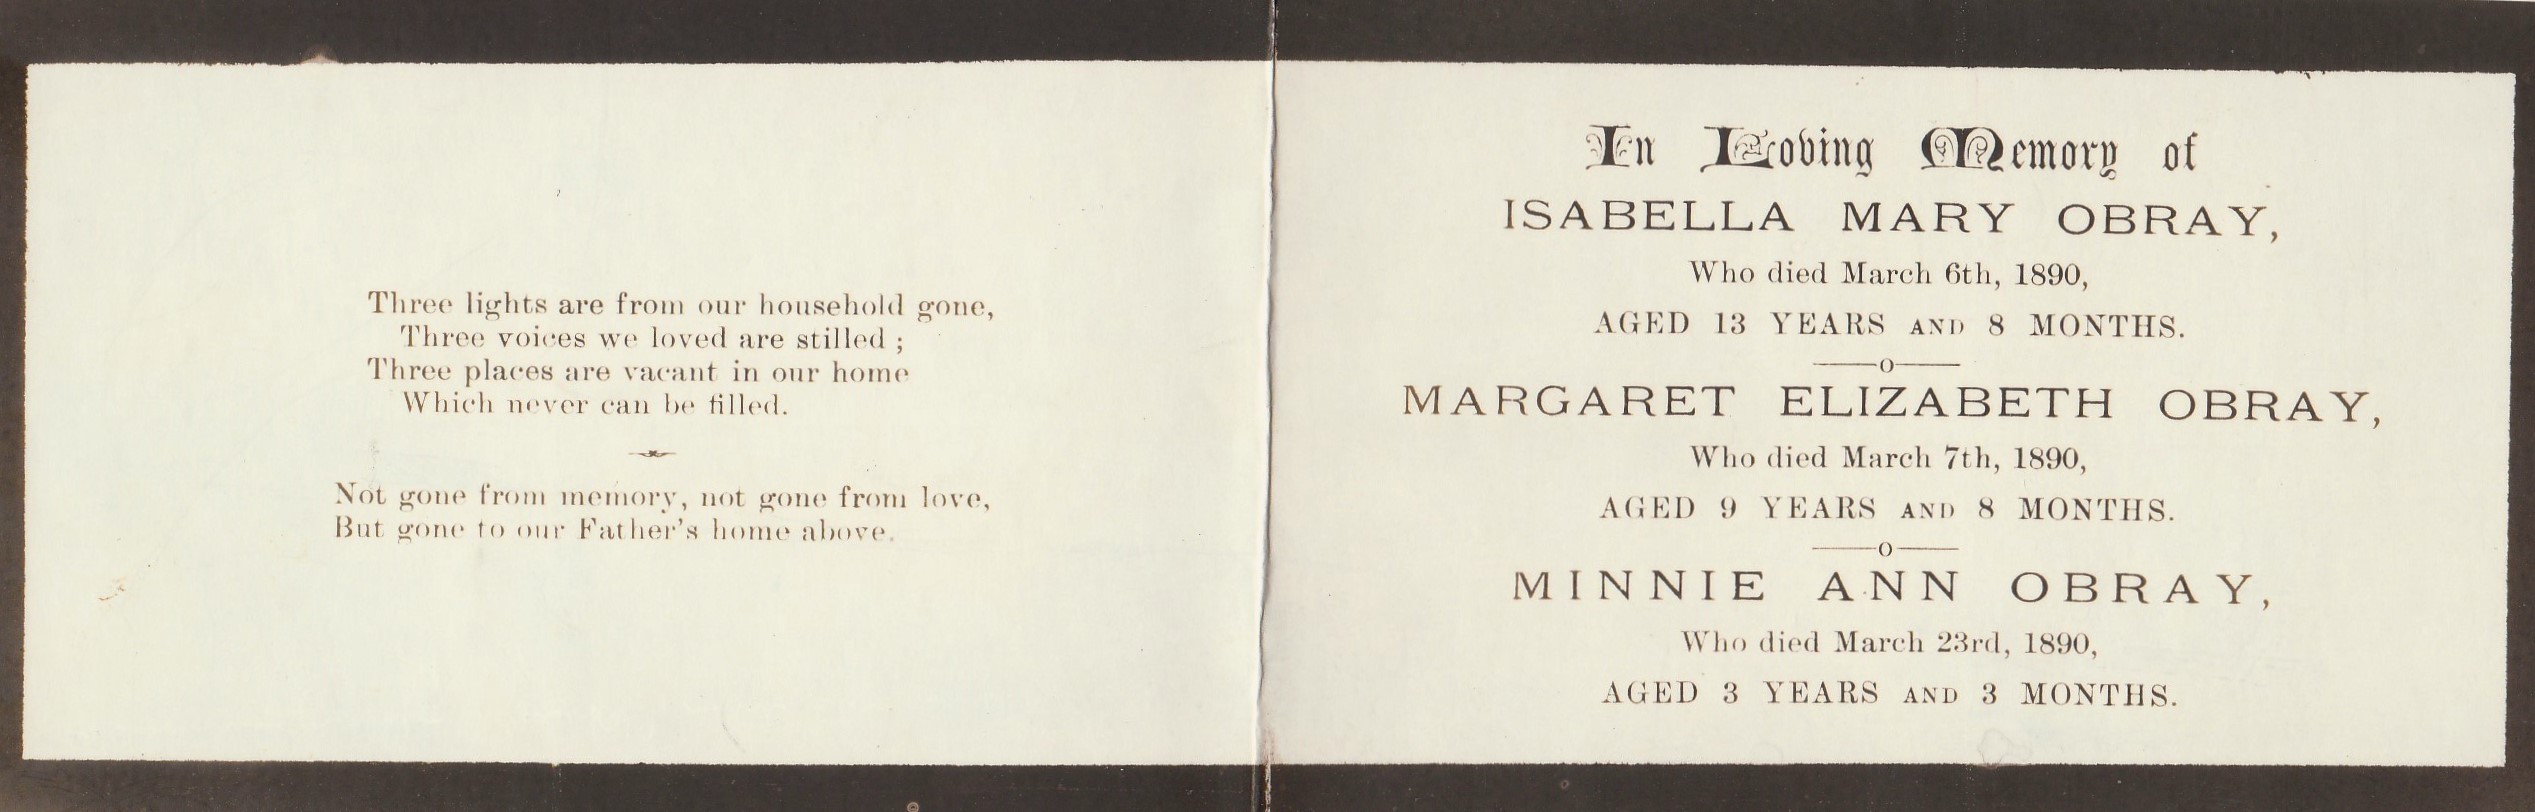 Three lights are from our household gone,
Three voices we loved are stilled ;
Three places are vacant in our home
Which never can be filled.
Not gone from memory, not gone from love,
But gone to our Father's home above.
In Loving Memory of
ISABELLA MARY OBRAY,
Who died March 6th, 1890,
AGED 13 YEARS AND 8 MONTHS.
—o—
MARGARET ELIZABETH OBRAY,
Who died March 7th, 1890,
AGED 9 YEARS AND 8 MONTHS.
—o—
MINNIE ANN OBRAY,
Who died March 23rd, 1890,
AGED 3 YEARS AND 3 MONTHS.